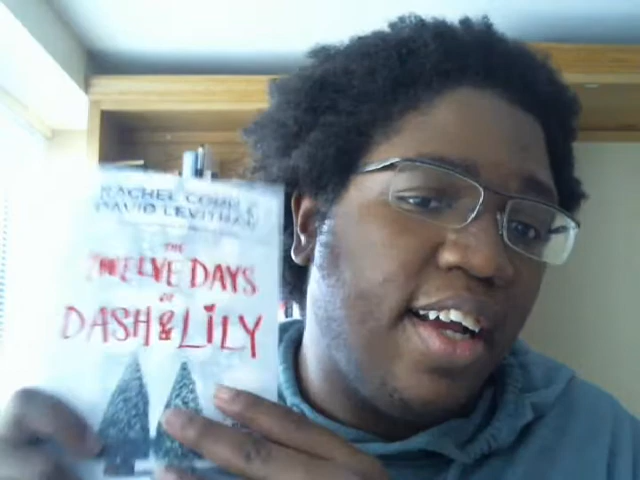 RACHEL COHN &
DAVID LEVITHAN
THE
TWELVE DAYS
OF
DASH & LILY